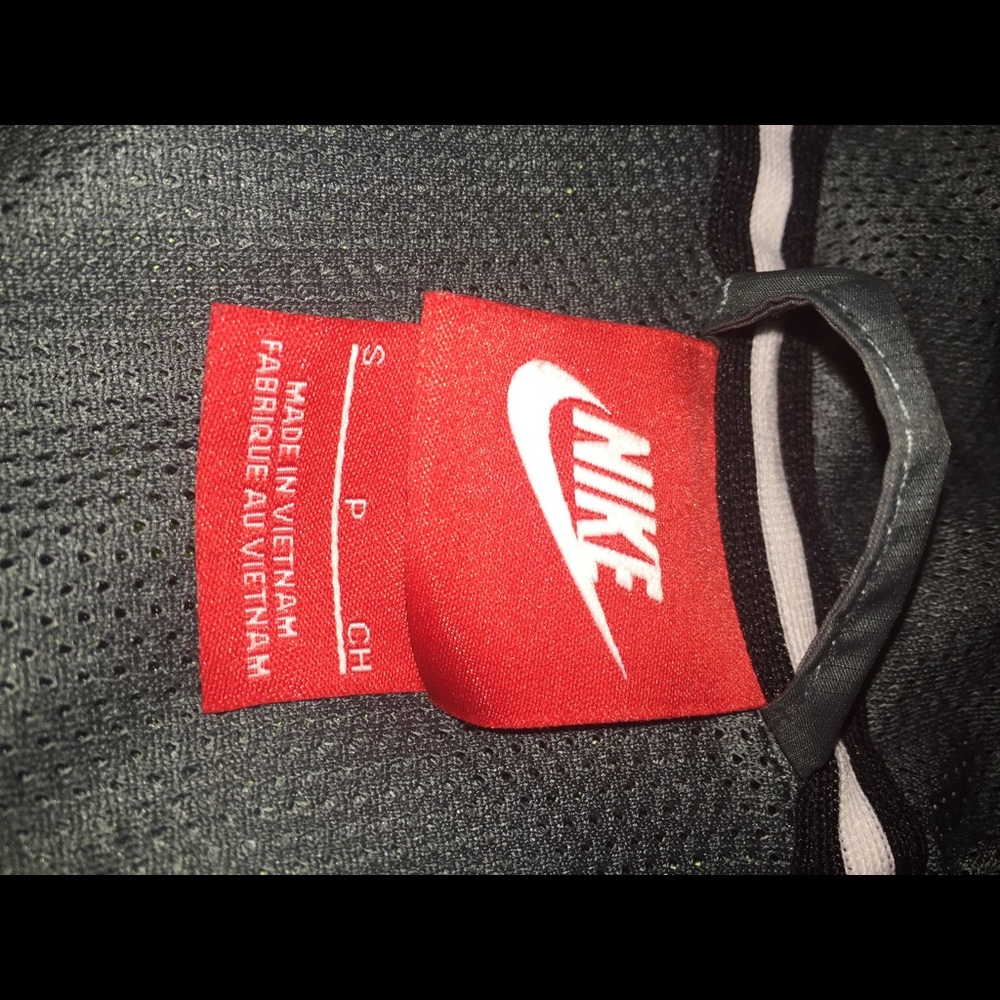 NIKE
S P CH
MADE IN VIETNAM
FABRIQUE AU VIETNAM